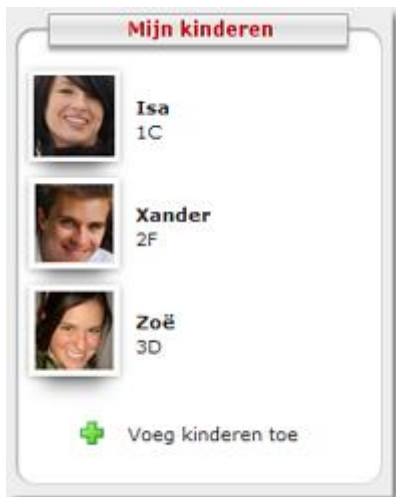 Mijn kinderen
Isa
1C
Xander
2F
Zoë
3D
Voeg kinderen toe